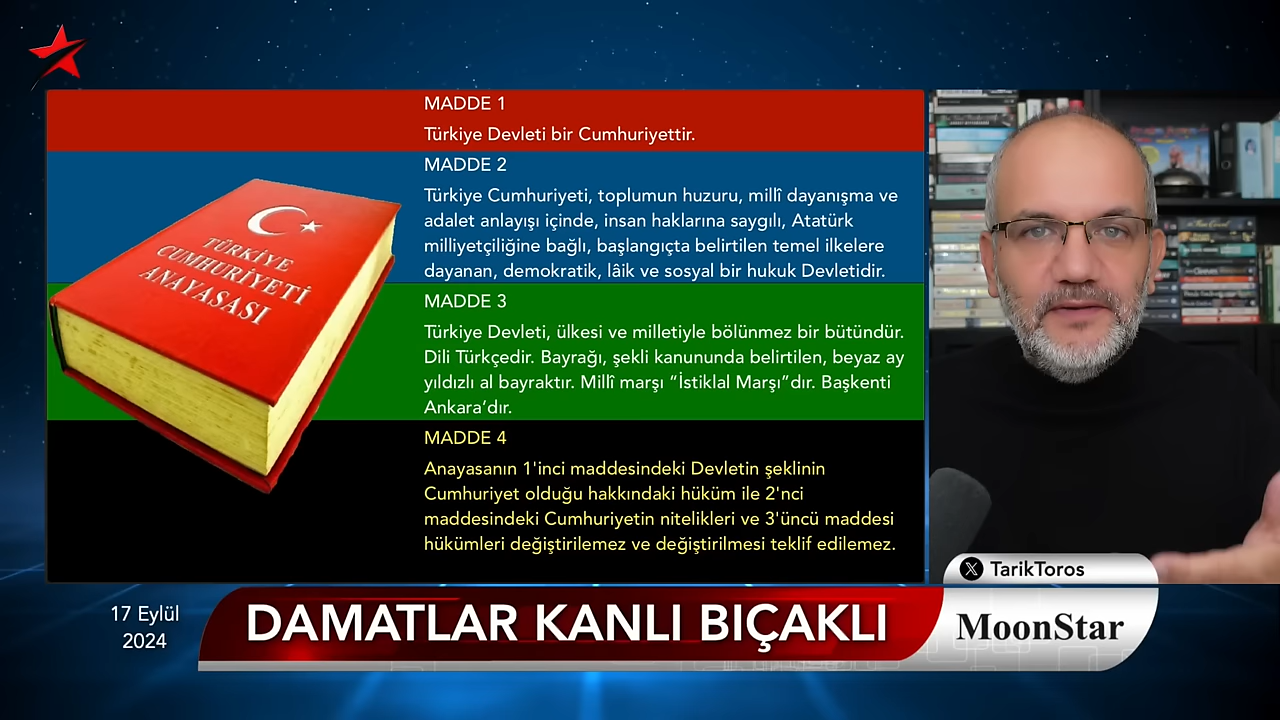 MADDE 1
Türkiye Devleti bir Cumhuriyettir.
MADDE 2
Türkiye Cumhuriyeti, toplumun huzuru, millî dayanışma ve
adalet anlayışı içinde, insan haklarına saygılı, Atatürk
milliyetçiliğine bağlı, başlangıçta belirtilen temel ilkelere
dayanan, demokratik, lâik ve sosyal bir hukuk Devletidir.
MADDE 3
Türkiye Devleti, ülkesi ve milletiyle bölünmez bir bütündür.
Dili Türkçedir. Bayrağı, şekli kanununda belirtilen, beyaz ay
yıldızlı al bayraktır. Millî marşı “İstiklal Marşı”dır. Başkenti
Ankara’dır.
MADDE 4
Anayasanın 1'inci maddesindeki Devletin şeklinin
Cumhuriyet olduğu hakkındaki hüküm ile 2'nci
maddesindeki Cumhuriyetin nitelikleri ve 3'üncü maddesi
hükümleri değiştirilemez ve değiştirilmesi teklif edilemez.
TÜRKİYE
CUMHURİYETİ
ANAYASASI
TarikToros
17 Eylül
2024
DAMATLAR KANLI BIÇAKLI
MoonStar